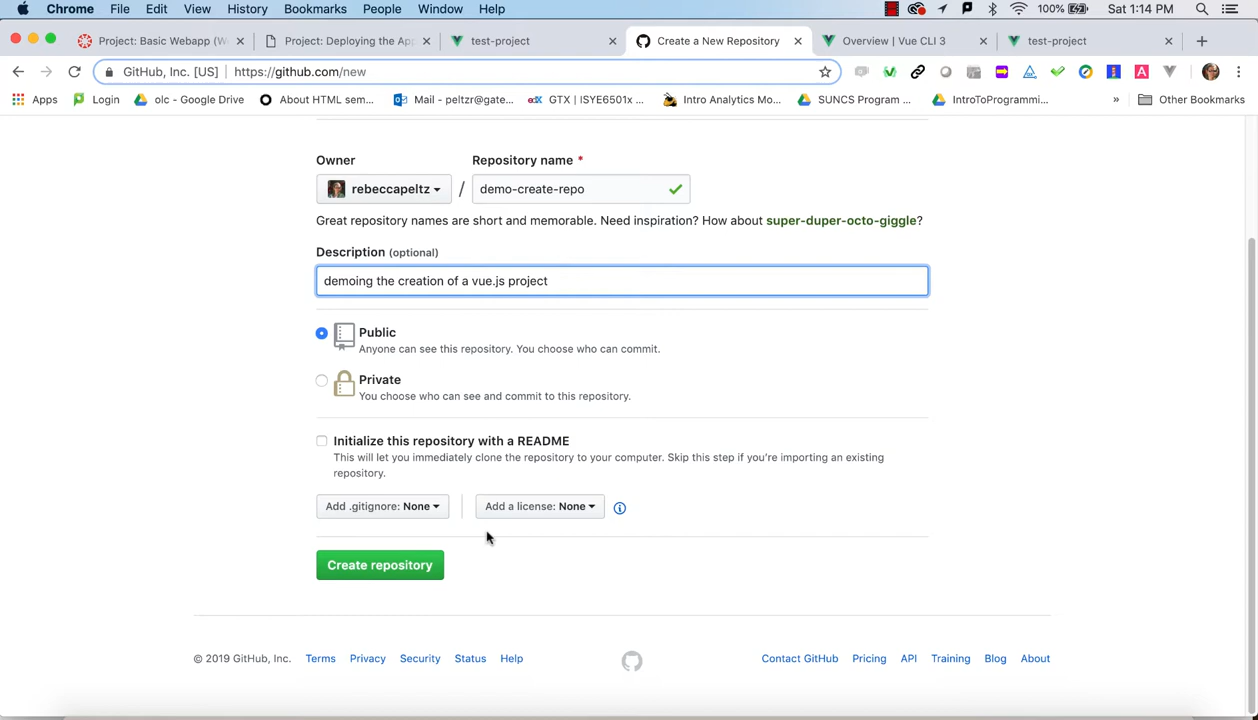 Chrome File Edit View History Bookmarks People Window Help 100% Sat 1:14 PM
Project: Basic Webapp (W
Project: Deploying the App
test-project
Create a New Repository
Overview | Vue CLI 3
test-project
GitHub, Inc. [US] https://github.com/new
Apps Login olc - Google Drive About HTML sem... Mail - peltzr@gate... GTX | ISYE6501x ... Intro Analytics Mo... SUNCS Program ... IntroToProgrammi... » Other Bookmarks
Owner Repository name *
rebeccapeltz / demo-create-repo
Great repository names are short and memorable. Need inspiration? How about super-duper-octo-giggle?
Description (optional)
demoing the creation of a vue.js project
Public
Anyone can see this repository. You choose who can commit.
Private
You choose who can see and commit to this repository.
Initialize this repository with a README
This will let you immediately clone the repository to your computer. Skip this step if you're importing an existing
repository.
Add .gitignore: None Add a license: None
Create repository
© 2019 GitHub, Inc. Terms Privacy Security Status Help Contact GitHub Pricing API Training Blog About